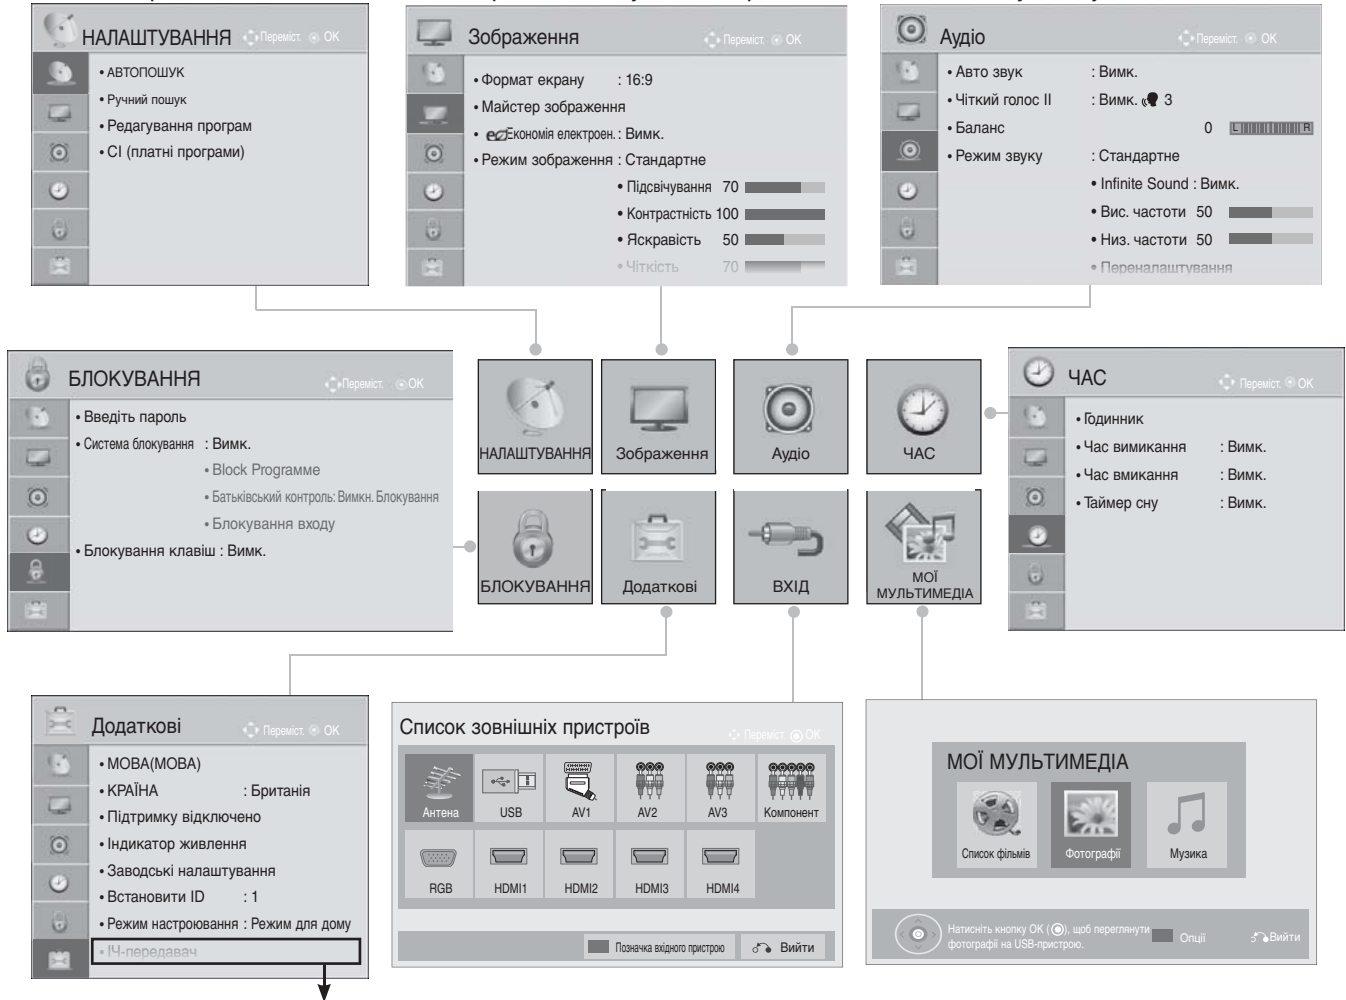 НАЛАШТУВАННЯ Переміст. OK
• АВТОПОШУК
• Ручний пошук
• Редагування програм
• CI (платні програми)
Зображення Переміст. OK
• Формат екрану : 16:9
• Майстер зображення
• eco Економія електроен. : Вимк.
• Режим зображення : Стандартне
• Підсвічування 70
• Контрастність 100
• Яскравість 50
• Чіткість 70
Аудіо Переміст. OK
• Авто звук : Вимк.
• Чіткий голос II : Вимк. 3
• Баланс 0 L R
• Режим звуку : Стандартне
• Infinite Sound : Вимк.
• Вис. частоти 50
• Низ. частоти 50
• Переналаштування
БЛОКУВАННЯ Переміст. OK
• Введіть пароль
• Система блокування : Вимк.
• Block Programme
• Батьківський контроль: Вимкн. Блокування
• Блокування входу
• Блокування клавіш : Вимк.
НАЛАШТУВАННЯ
Зображення
Аудіо
ЧАС
БЛОКУВАННЯ
Додаткові
ВХІД
МОЇ
МУЛЬТИМЕДІА
ЧАС Переміст. OK
• Годинник
• Час вимикання : Вимк.
• Час вмикання : Вимк.
• Таймер сну : Вимк.
Додаткові Переміст. OK
• МОВА(МОВА)
• КРАЇНА : Британія
• Підтримку відключено
• Індикатор живлення
• Заводські налаштування
• Встановити ID : 1
• Режим настроювання : Режим для дому
• ІЧ-передавач
Список зовнішніх пристроїв Переміст. OK
Антена USB AV1 AV2 AV3 Компонент
RGB HDMI1 HDMI2 HDMI3 HDMI4
Позначка вхідного пристрою Вийти
МОЇ МУЛЬТИМЕДІА
Список фільмів Фотографії Музика
Натисніть кнопку ОК (◉), щоб переглянути Опції Вийти
фотографії на USB-пристрою.